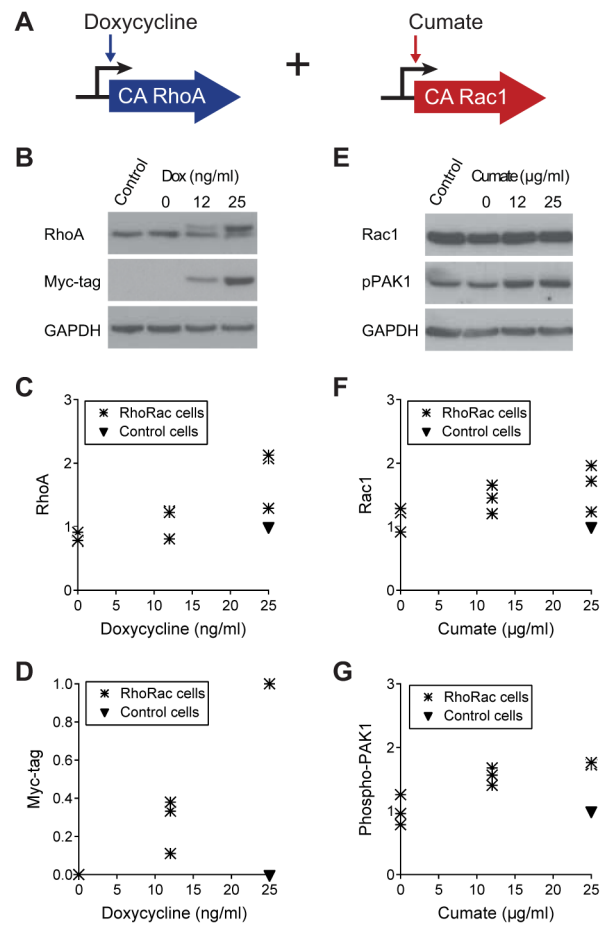 A
Doxycycline
CA RhoA
+
Cumate
CA Rac1
B
Control
Dox (ng/ml)
0 12 25
RhoA
Myc-tag
GAPDH
E
Control
Cumate (µg/ml)
0 12 25
Rac1
pPAK1
GAPDH
C
RhoRac cells
Control cells
RhoA
3
2
1
0
0 5 10 15 20 25
Doxycycline (ng/ml)
F
RhoRac cells
Control cells
Rac1
3
2
1
0
0 5 10 15 20 25
Cumate (µg/ml)
D
RhoRac cells
Control cells
Myc-tag
1.0
0.8
0.6
0.4
0.2
0.0
0 5 10 15 20 25
Doxycycline (ng/ml)
G
RhoRac cells
Control cells
Phospho-PAK1
3
2
1
0
0 5 10 15 20 25
Cumate (µg/ml)